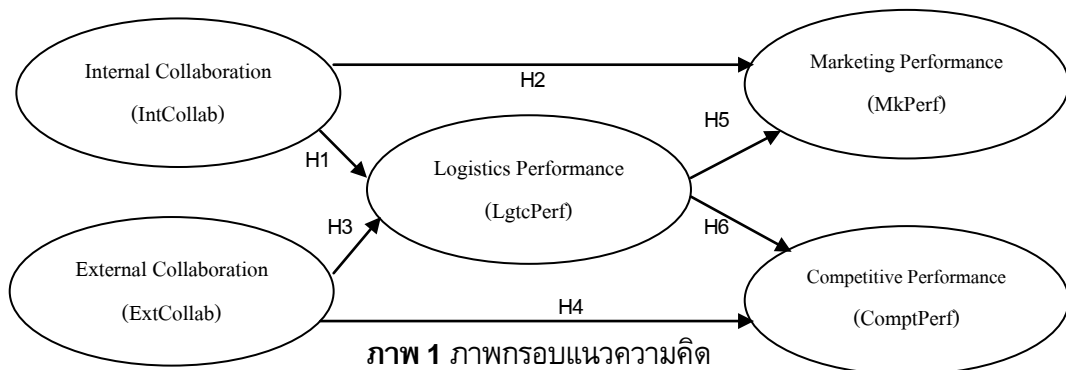 Internal Collaboration
(IntCollab)
H2
Marketing Performance
(MkPerf)
H1
Logistics Performance
(LgtcPerf)
H5
H3
External Collaboration
(ExtCollab)
H6
Competitive Performance
(ComptPerf)
H4
ภาพ 1 ภาพกรอบแนวความคิด